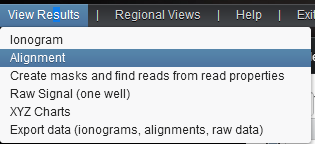 View Results | Regional Views | Help | Exi
Ionogram
Alignment
Create masks and find reads from read properties
Raw Signal (one well)
XYZ Charts
Export data (ionograms, alignments, raw data)